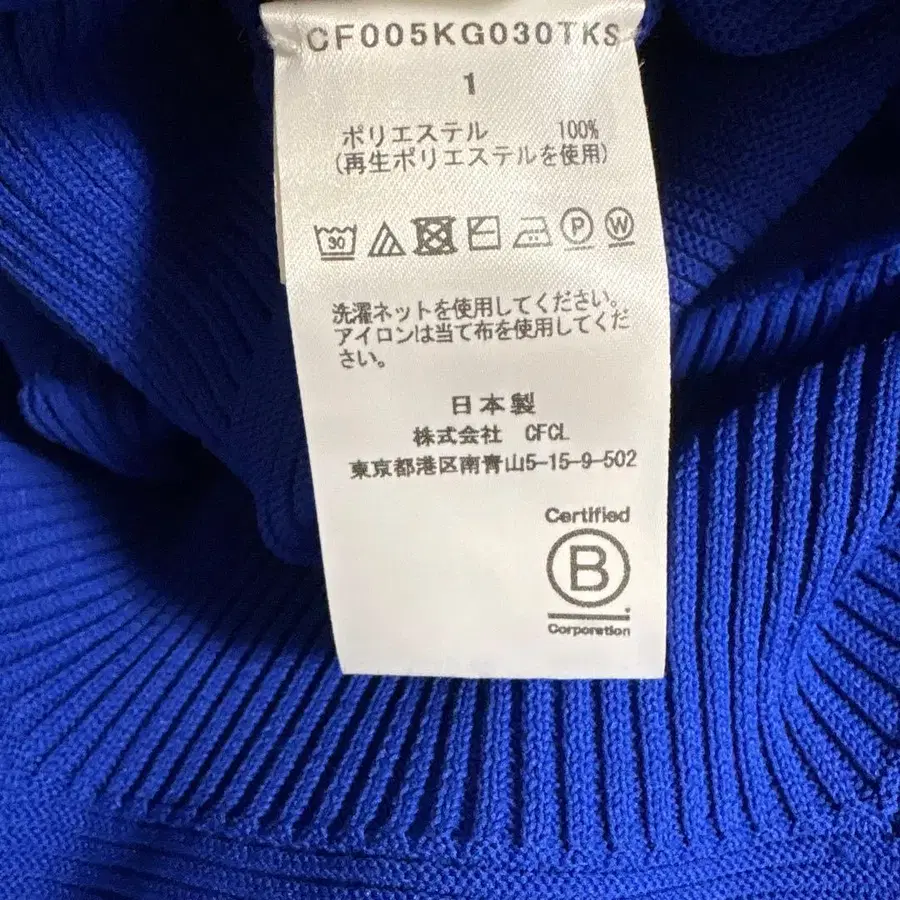 CF005KG030TKS
1
ポリエステル 100%
(再生ポリエステルを使用)
30 P W
洗濯ネットを使用してください。
アイロンは当て布を使用してくだ
さい。
日本製
株式会社 CFCL
東京都港区南青山5-15-9-502
Certified
B
Corporation